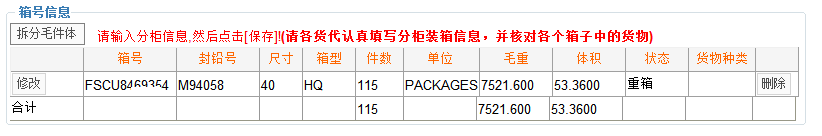 箱号信息
拆分毛件体 请输入分柜信息,然后点击[保存]!(请各货代认真填写分柜装箱信息，并核对各个箱子中的货物)
箱号 封铅号 尺寸 箱型 件数 单位 毛重 体积 状态 货物种类
修改 FSCU8469354 M94058 40 HQ 115 PACKAGES 7521.600 53.3600 重箱 删除
合计 115 7521.600 53.3600